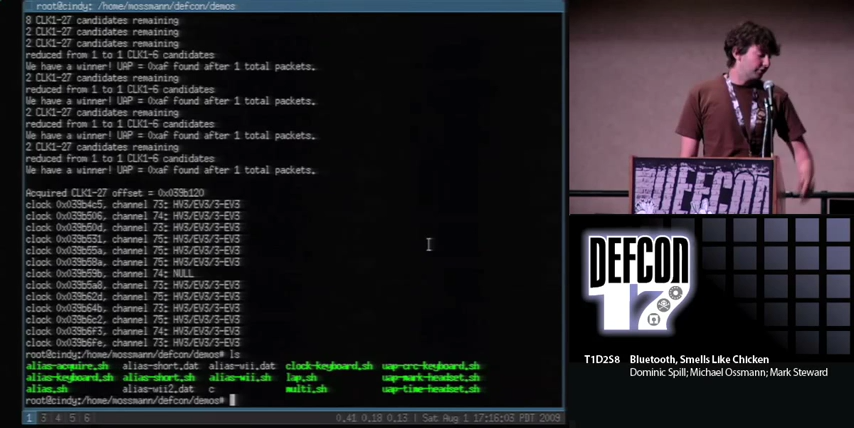 root@cindy: /home/mossmann/defcon/demos
8 CLK1-27 candidates remaining
2 CLK1-27 candidates remaining
2 CLK1-27 candidates remaining
reduced from 1 to 1 CLK1-6 candidates
We have a winner! UAP = 0xaf found after 1 total packets.
2 CLK1-27 candidates remaining
reduced from 1 to 1 CLK1-6 candidates
We have a winner! UAP = 0xaf found after 1 total packets.
2 CLK1-27 candidates remaining
reduced from 1 to 1 CLK1-6 candidates
We have a winner! UAP = 0xaf found after 1 total packets.
2 CLK1-27 candidates remaining
reduced from 1 to 1 CLK1-6 candidates
We have a winner! UAP = 0xaf found after 1 total packets.
Acquired CLK1-27 offset = 0x039b120
clock 0x039b4c5, channel 73: HV3/EV3/3-EV3
clock 0x039b506, channel 74: HV3/EV3/3-EV3
clock 0x039b50d, channel 73: HV3/EV3/3-EV3
clock 0x039b531, channel 75: HV3/EV3/3-EV3
clock 0x039b55a, channel 75: HV3/EV3/3-EV3
clock 0x039b58a, channel 75: HV3/EV3/3-EV3
clock 0x039b59b, channel 74: NULL
clock 0x039b5a8, channel 73: HV3/EV3/3-EV3
clock 0x039b62d, channel 75: HV3/EV3/3-EV3
clock 0x039b64b, channel 73: HV3/EV3/3-EV3
clock 0x039b6c2, channel 75: HV3/EV3/3-EV3
clock 0x039b6f3, channel 74: HV3/EV3/3-EV3
clock 0x039b6fe, channel 73: HV3/EV3/3-EV3
root@cindy:/home/mossmann/defcon/demos# ls
alias-acquire.sh alias-short.dat alias-wii.dat clock-keyboard.sh uap-crc-keyboard.sh
alias-keyboard.sh alias-short.sh alias-wii.sh lap.sh uap-mark-headset.sh
alias.sh alias-wii2.dat c multi.sh uap-time-headset.sh
root@cindy:/home/mossmann/defcon/demos#
1 3 4 5 6 0.41 0.18 0.13 | Sat Aug 1 17:16:03 PDT 2009
DEFCON
DEFCON
17
T1D2S8 Bluetooth, Smells Like Chicken
Dominic Spill; Michael Ossmann; Mark Steward